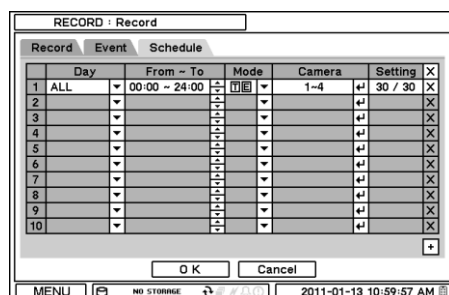 RECORD : Record
Record Event Schedule
Day From ~ To Mode Camera Setting X
1 ALL 00:00 ~ 24:00 T E 1~4 30 / 30 X
2 X
3 X
4 X
5 X
6 X
7 X
8 X
9 X
10 X
+
O K Cancel
MENU NO STORAGE 2011-01-13 10:59:57 AM